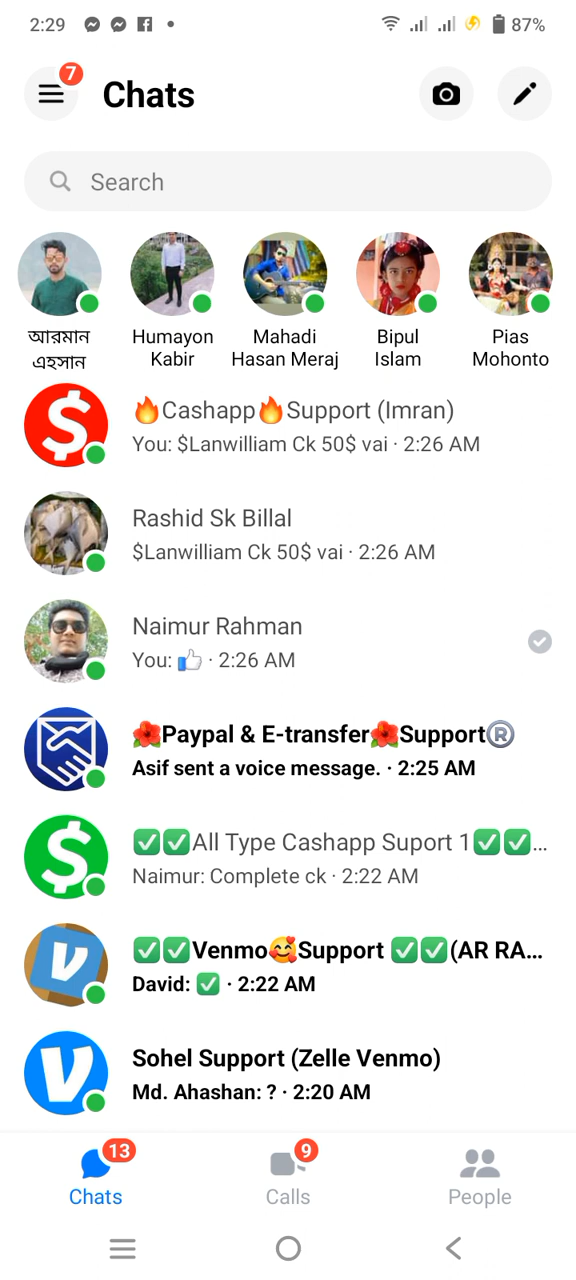 2:29 87%
7
Chats
Search
আরমান এহসান
Humayon Kabir
Mahadi Hasan Meraj
Bipul Islam
Pias Mohonto
🔥Cashapp🔥Support (Imran)
You: $Lanwilliam Ck 50$ vai · 2:26 AM
Rashid Sk Billal
$Lanwilliam Ck 50$ vai · 2:26 AM
Naimur Rahman
You: 👍 · 2:26 AM
🌺Paypal & E-transfer🌺Support®️
Asif sent a voice message. · 2:25 AM
✅✅All Type Cashapp Suport 1✅✅...
Naimur: Complete ck · 2:22 AM
✅✅Venmo🥰Support ✅✅(AR RA...
David: ✅ · 2:22 AM
Sohel Support (Zelle Venmo)
Md. Ahashan: ? · 2:20 AM
13 9
Chats Calls People